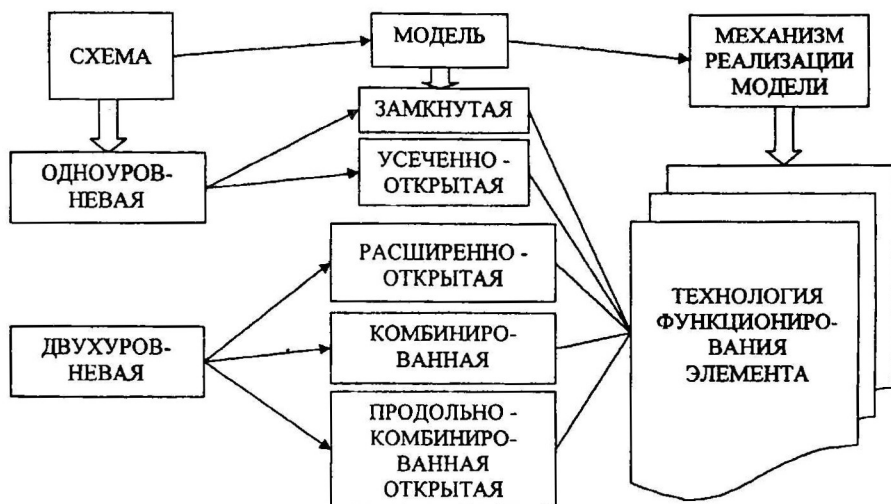 СХЕМА
МОДЕЛЬ
МЕХАНИЗМ
РЕАЛИЗАЦИИ
МОДЕЛИ
ЗАМКНУТАЯ
ОДНОУРОВ-
НЕВАЯ
УСЕЧЕННО -
ОТКРЫТАЯ
РАСШИРЕННО -
ОТКРЫТАЯ
ДВУХУРОВ-
НЕВАЯ
КОМБИНИРО-
ВАННАЯ
ПРОДОЛЬНО -
КОМБИНИРО-
ВАННАЯ
ОТКРЫТАЯ
ТЕХНОЛОГИЯ
ФУНКЦИОНИРО-
ВАНИЯ
ЭЛЕМЕНТА